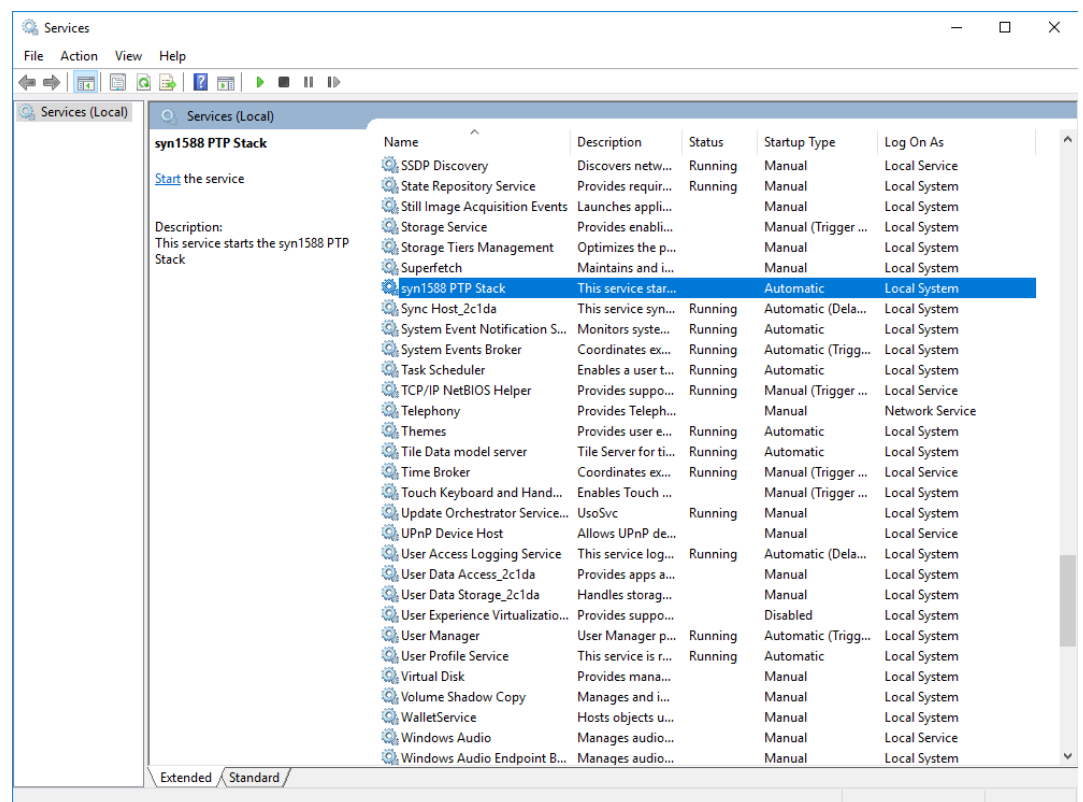 Services
File Action View Help
Services (Local)
Services (Local)
syn1588 PTP Stack
Start the service
Description:
This service starts the syn1588 PTP
Stack
Name Description Status Startup Type Log On As
SSDP Discovery Discovers netw... Running Manual Local Service
State Repository Service Provides requir... Running Manual Local System
Still Image Acquisition Events Launches appli... Manual Local System
Storage Service Provides enabli... Manual (Trigger ... Local System
Storage Tiers Management Optimizes the p... Manual Local System
Superfetch Maintains and i... Manual Local System
syn1588 PTP Stack This service star... Automatic Local System
Sync Host_2c1da This service syn... Running Automatic (Dela... Local System
System Event Notification S... Monitors syste... Running Automatic Local System
System Events Broker Coordinates ex... Running Automatic (Trigg... Local System
Task Scheduler Enables a user t... Running Automatic Local System
TCP/IP NetBIOS Helper Provides suppo... Running Manual (Trigger ... Local Service
Telephony Provides Teleph... Manual Network Service
Themes Provides user e... Running Automatic Local System
Tile Data model server Tile Server for ti... Running Automatic Local System
Time Broker Coordinates ex... Running Manual (Trigger ... Local Service
Touch Keyboard and Hand... Enables Touch ... Manual (Trigger ... Local System
Update Orchestrator Service... UsoSvc Running Manual Local System
UPnP Device Host Allows UPnP de... Manual Local Service
User Access Logging Service This service log... Running Automatic (Dela... Local System
User Data Access_2c1da Provides apps a... Manual Local System
User Data Storage_2c1da Handles storag... Manual Local System
User Experience Virtualizatio... Provides suppo... Disabled Local System
User Manager User Manager p... Running Automatic (Trigg... Local System
User Profile Service This service is r... Running Automatic Local System
Virtual Disk Provides mana... Manual Local System
Volume Shadow Copy Manages and i... Manual Local System
WalletService Hosts objects u... Manual Local System
Windows Audio Manages audio... Manual Local Service
Windows Audio Endpoint B... Manages audio... Manual Local System
Extended Standard